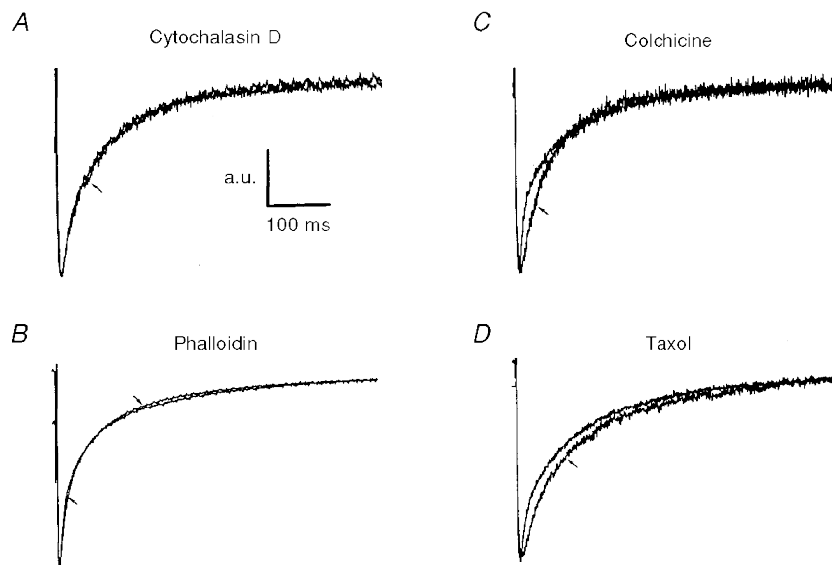 A
Cytochalasin D
a.u.
100 ms
B
Phalloidin
C
Colchicine
D
Taxol